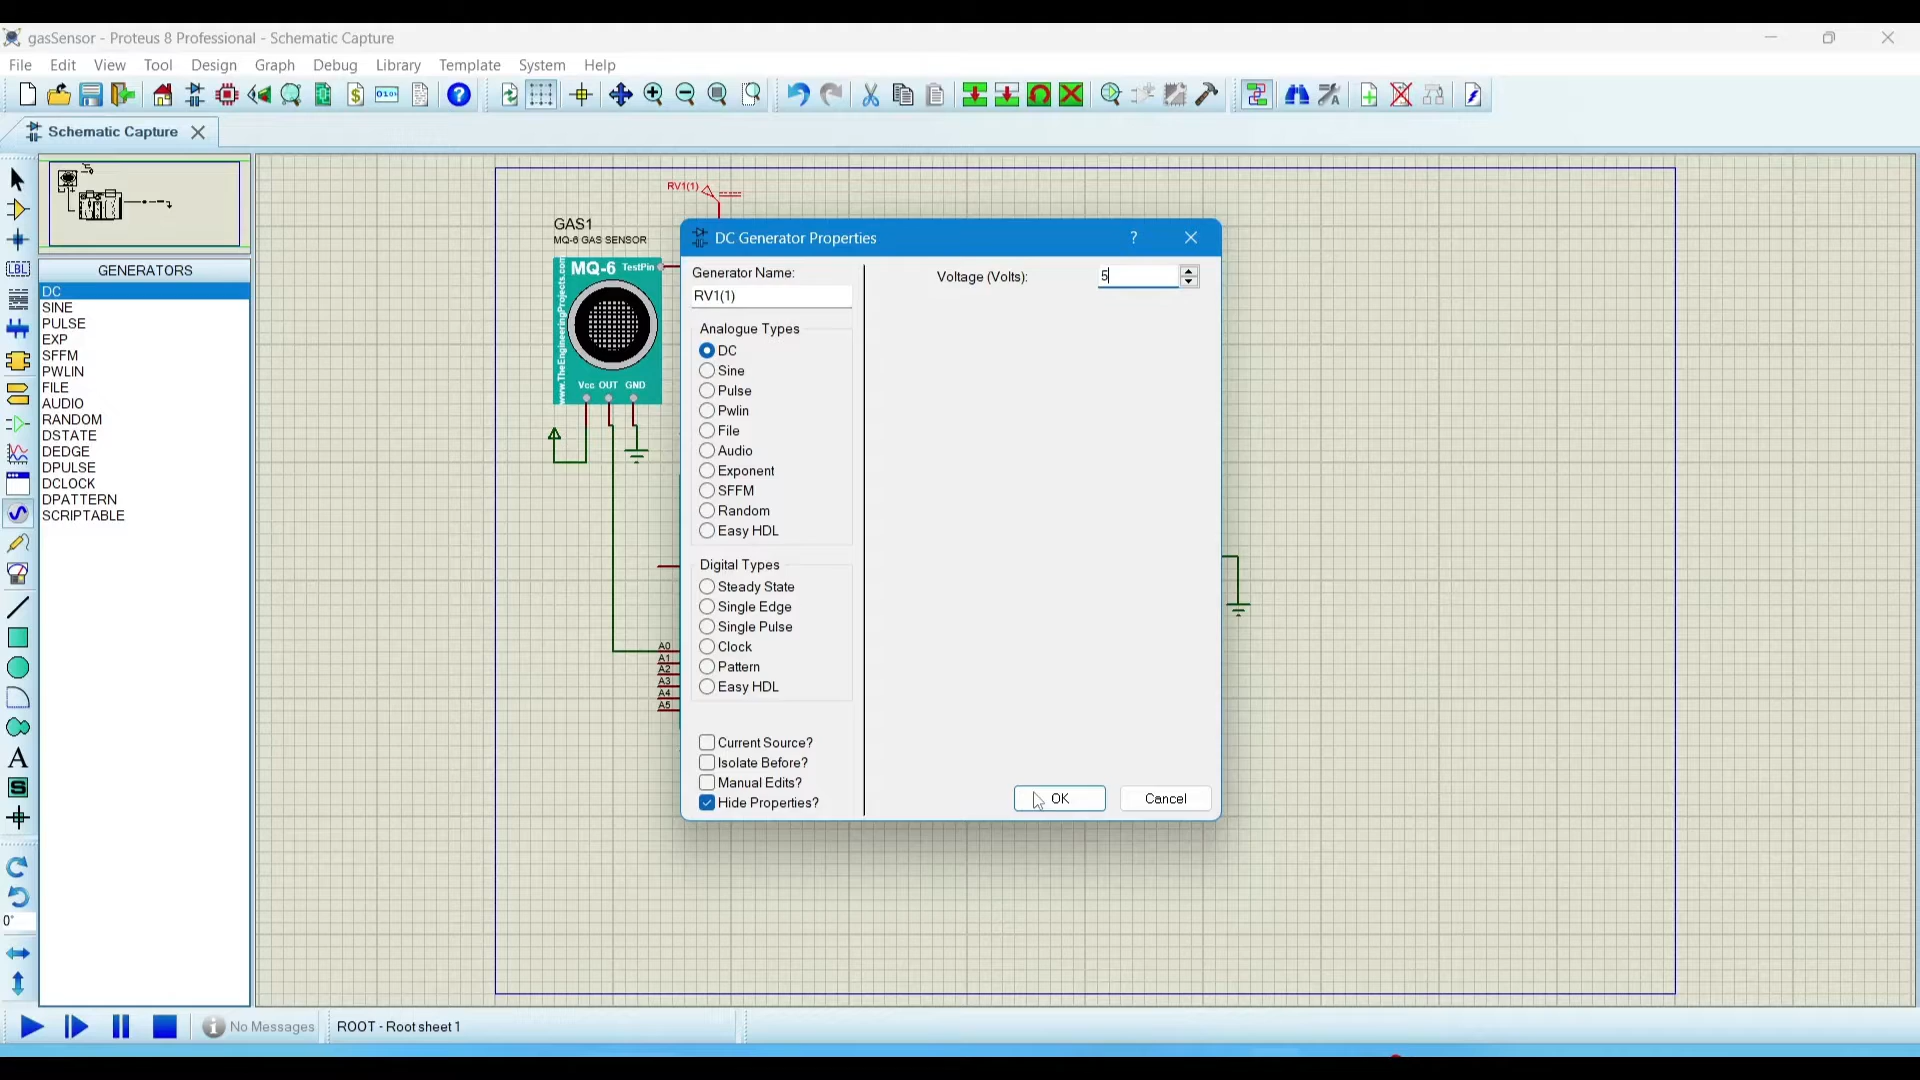 gasSensor - Proteus 8 Professional - Schematic Capture
File Edit View Tool Design Graph Debug Library Template System Help
Schematic Capture
GENERATORS
DC
SINE
PULSE
EXP
SFFM
PWLIN
FILE
AUDIO
RANDOM
DSTATE
DEDGE
DPULSE
DCLOCK
DPATTERN
SCRIPTABLE
LBL
A
S
0°
RV1(1)
GAS1
MQ-6 GAS SENSOR
MQ-6 TestPin
www.TheEngineeringProjects.com
Vcc OUT GND
A0
A1
A2
A3
A4
A5
DC Generator Properties
?
Generator Name:
RV1(1)
Analogue Types
DC
Sine
Pulse
Pwlin
File
Audio
Exponent
SFFM
Random
Easy HDL
Digital Types
Steady State
Single Edge
Single Pulse
Clock
Pattern
Easy HDL
Current Source?
Isolate Before?
Manual Edits?
Hide Properties?
Voltage (Volts): 5
OK Cancel
No Messages ROOT - Root sheet 1